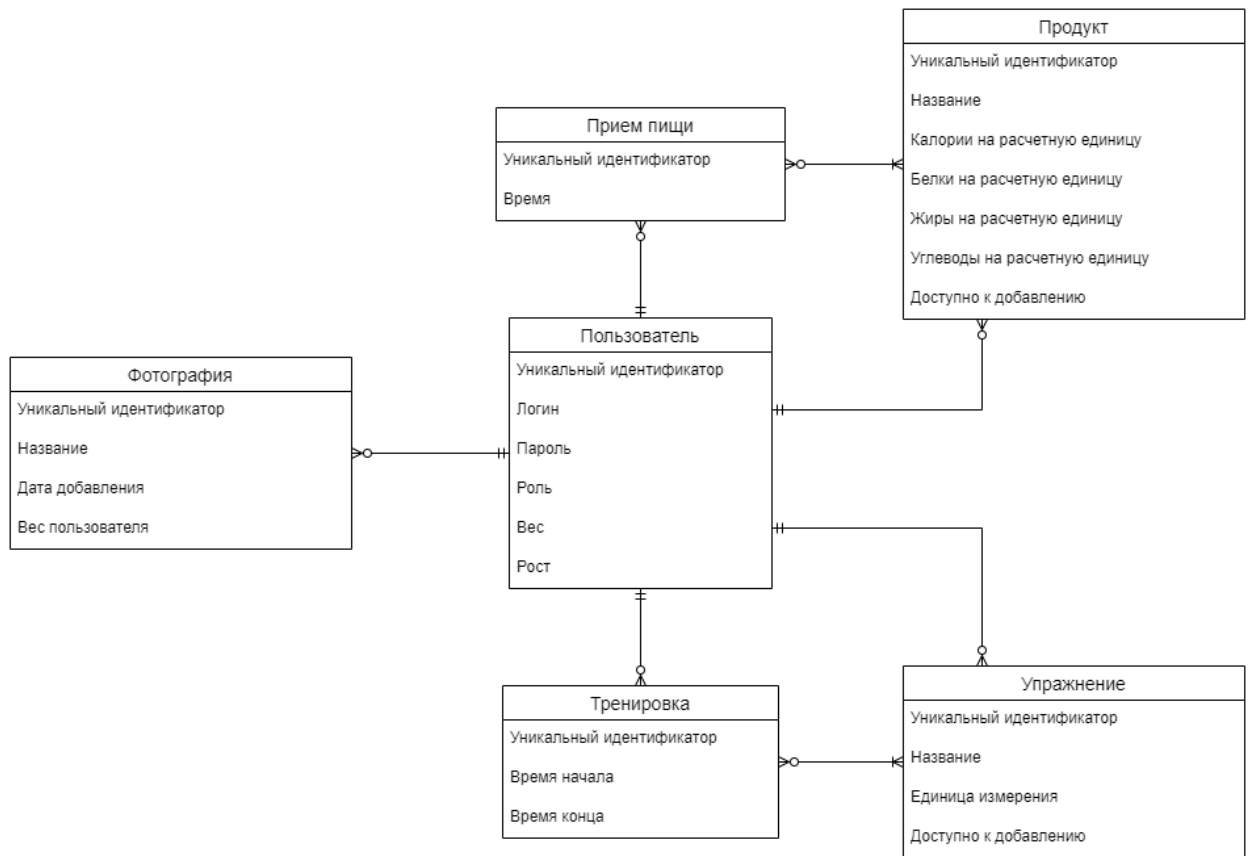 Продукт
Уникальный идентификатор
Название
Калории на расчетную единицу
Белки на расчетную единицу
Жиры на расчетную единицу
Углеводы на расчетную единицу
Доступно к добавлению
Прием пищи
Уникальный идентификатор
Время
Пользователь
Уникальный идентификатор
Логин
Пароль
Роль
Вес
Рост
Фотография
Уникальный идентификатор
Название
Дата добавления
Вес пользователя
Тренировка
Уникальный идентификатор
Время начала
Время конца
Упражнение
Уникальный идентификатор
Название
Единица измерения
Доступно к добавлению